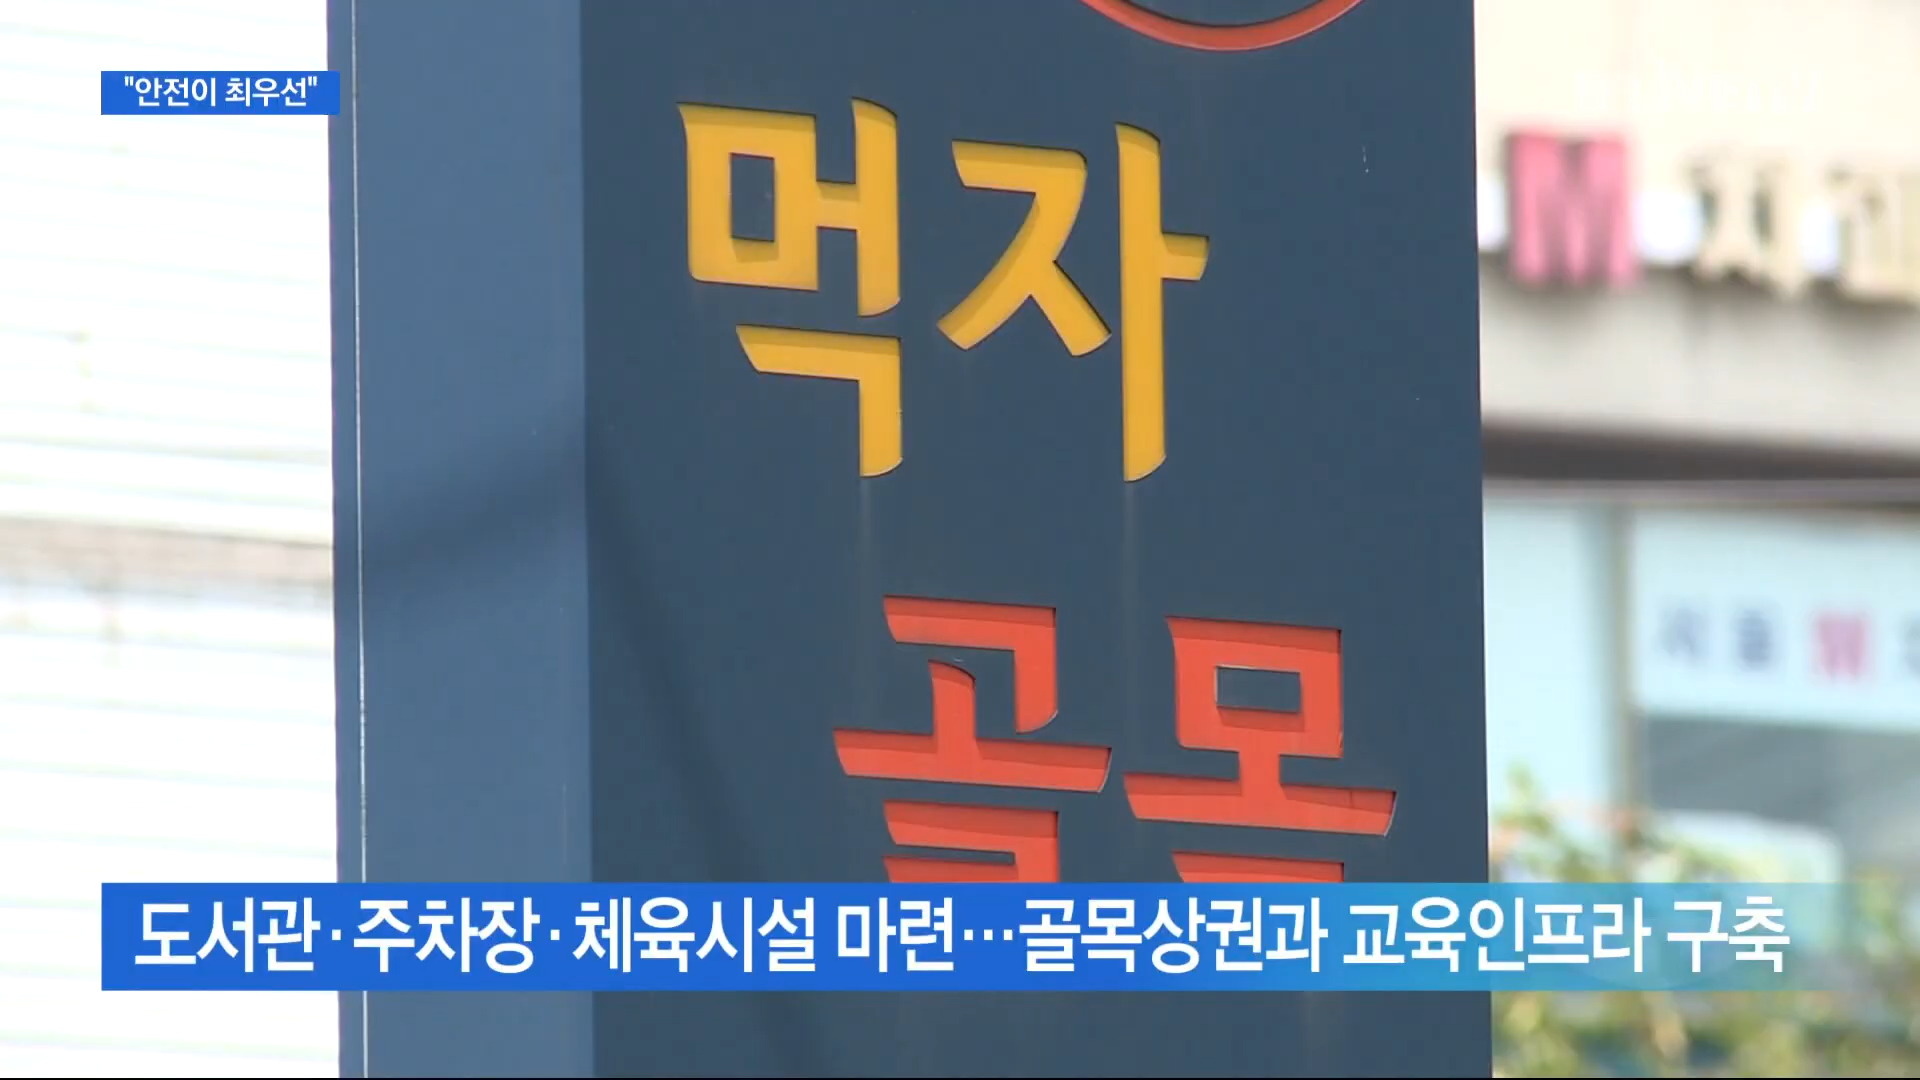 "안전이 최우선"
먹자
골목
도서관·주차장·체육시설 마련…골목상권과 교육인프라 구축